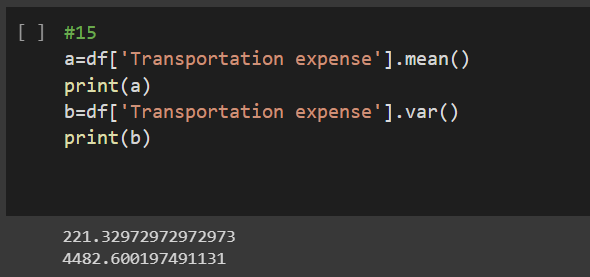 [ ] #15
a=df['Transportation expense'].mean()
print(a)
b=df['Transportation expense'].var()
print(b)
221.32972972972973
4482.600197491131